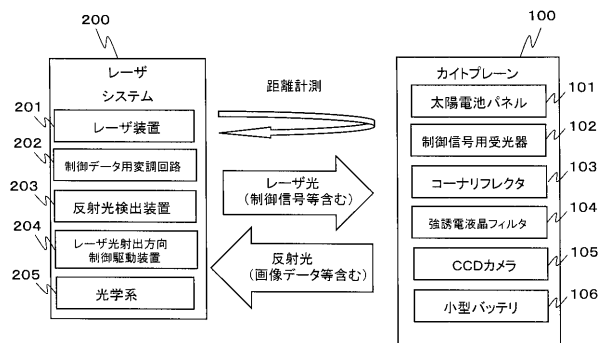 200
レーザ
システム
201
レーザ装置
202
制御データ用変調回路
203
反射光検出装置
204
レーザ光射出方向
制御駆動装置
205
光学系
距離計測
レーザ光
(制御信号等含む)
反射光
(画像データ等含む)
100
カイトプレーン
太陽電池パネル
101
制御信号用受光器
102
コーナリフレクタ
103
強誘電液晶フィルタ
104
CCDカメラ
105
小型バッテリ
106